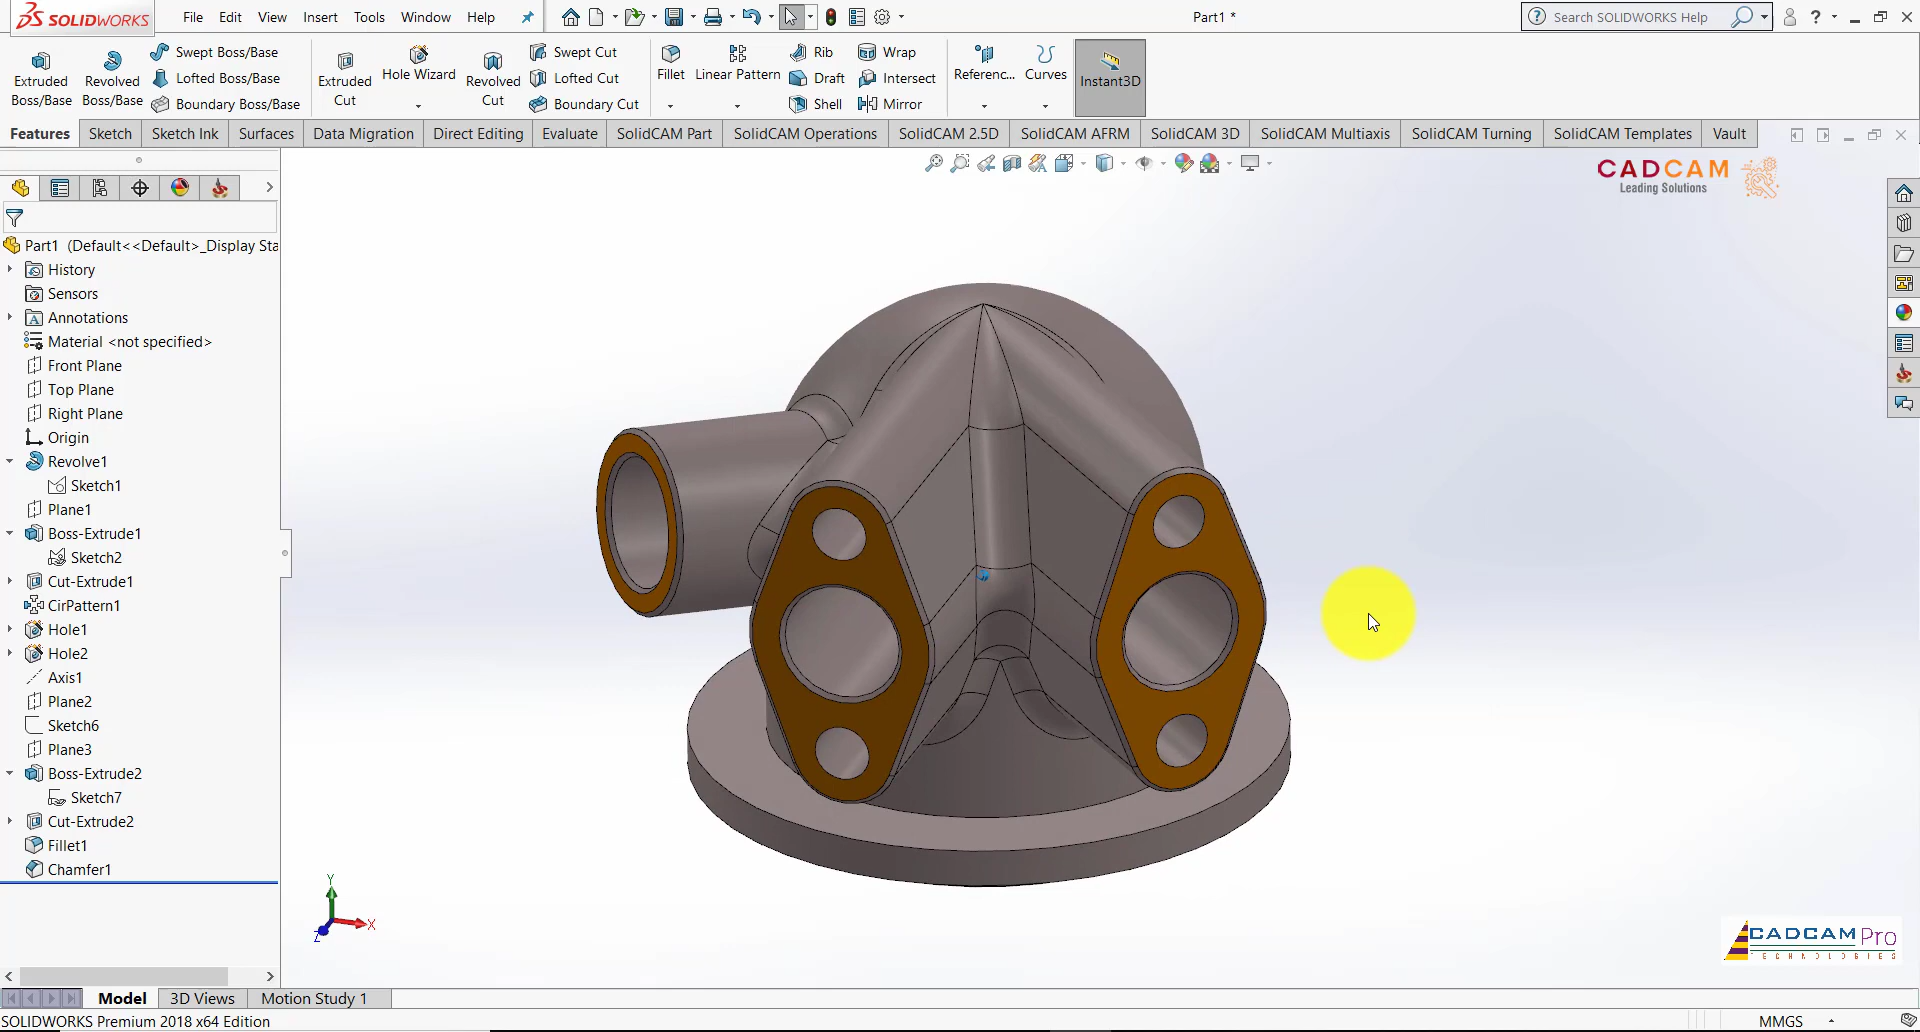 SOLIDWORKS File Edit View Insert Tools Window Help Part1 * Search SOLIDWORKS Help ?
Extruded Boss/Base Revolved Boss/Base Swept Boss/Base Lofted Boss/Base Boundary Boss/Base Extruded Cut Hole Wizard Revolved Cut Swept Cut Lofted Cut Boundary Cut Fillet Linear Pattern Rib Draft Shell Wrap Intersect Mirror Referenc... Curves Instant3D
Features Sketch Sketch Ink Surfaces Data Migration Direct Editing Evaluate SolidCAM Part SolidCAM Operations SolidCAM 2.5D SolidCAM AFRM SolidCAM 3D SolidCAM Multiaxis SolidCAM Turning SolidCAM Templates Vault
CADCAM
Leading Solutions
Part1 (Default<<Default>_Display Sta
History
Sensors
Annotations
Material <not specified>
Front Plane
Top Plane
Right Plane
Origin
Revolve1
Sketch1
Plane1
Boss-Extrude1
Sketch2
Cut-Extrude1
CirPattern1
Hole1
Hole2
Axis1
Plane2
Sketch6
Plane3
Boss-Extrude2
Sketch7
Cut-Extrude2
Fillet1
Chamfer1
Y
X
Z
CADCAM Pro
TECHNOLOGIES
Model 3D Views Motion Study 1
SOLIDWORKS Premium 2018 x64 Edition MMGS